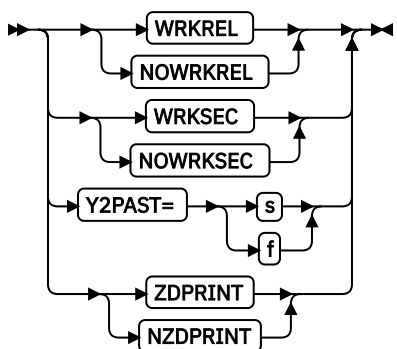 WRKREL
NOWRKREL
WRKSEC
NOWRKSEC
Y2PAST= s
f
ZDPRINT
NZDPRINT